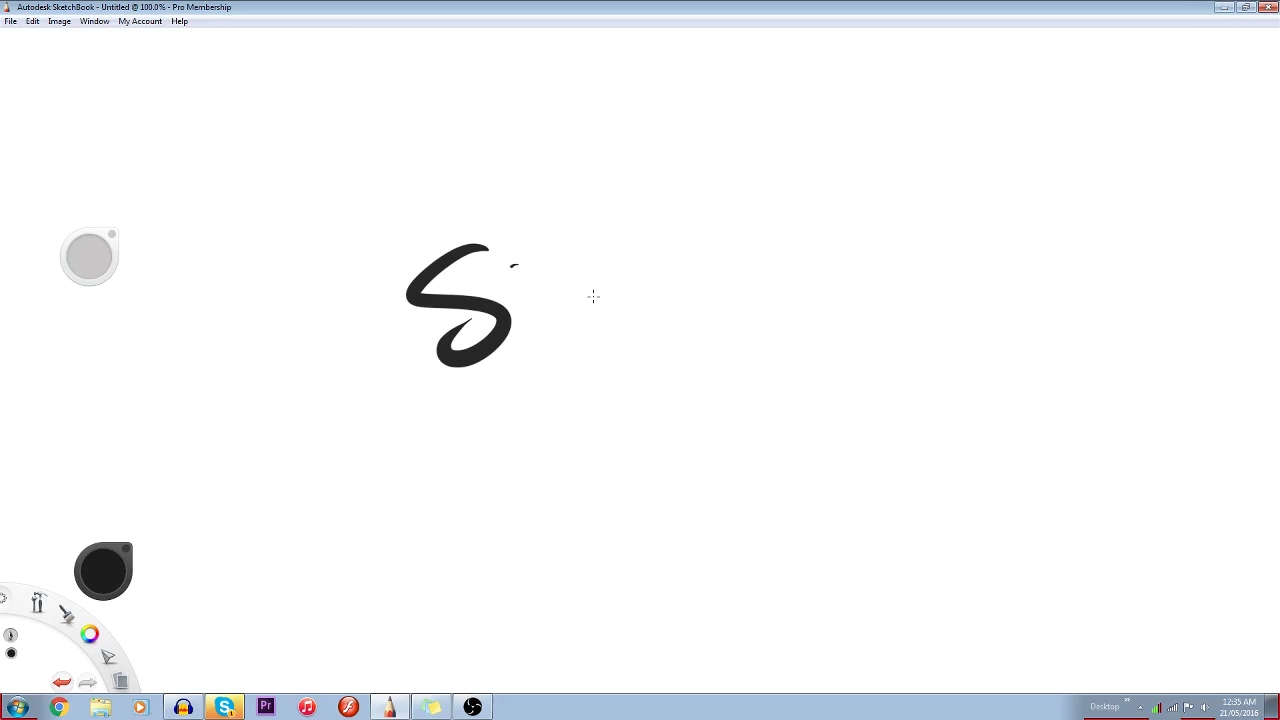 Autodesk SketchBook - Untitled @ 100.0% - Pro Membership
File Edit Image Window My Account Help
S
Pr
Desktop
12:35 AM
21/05/2016